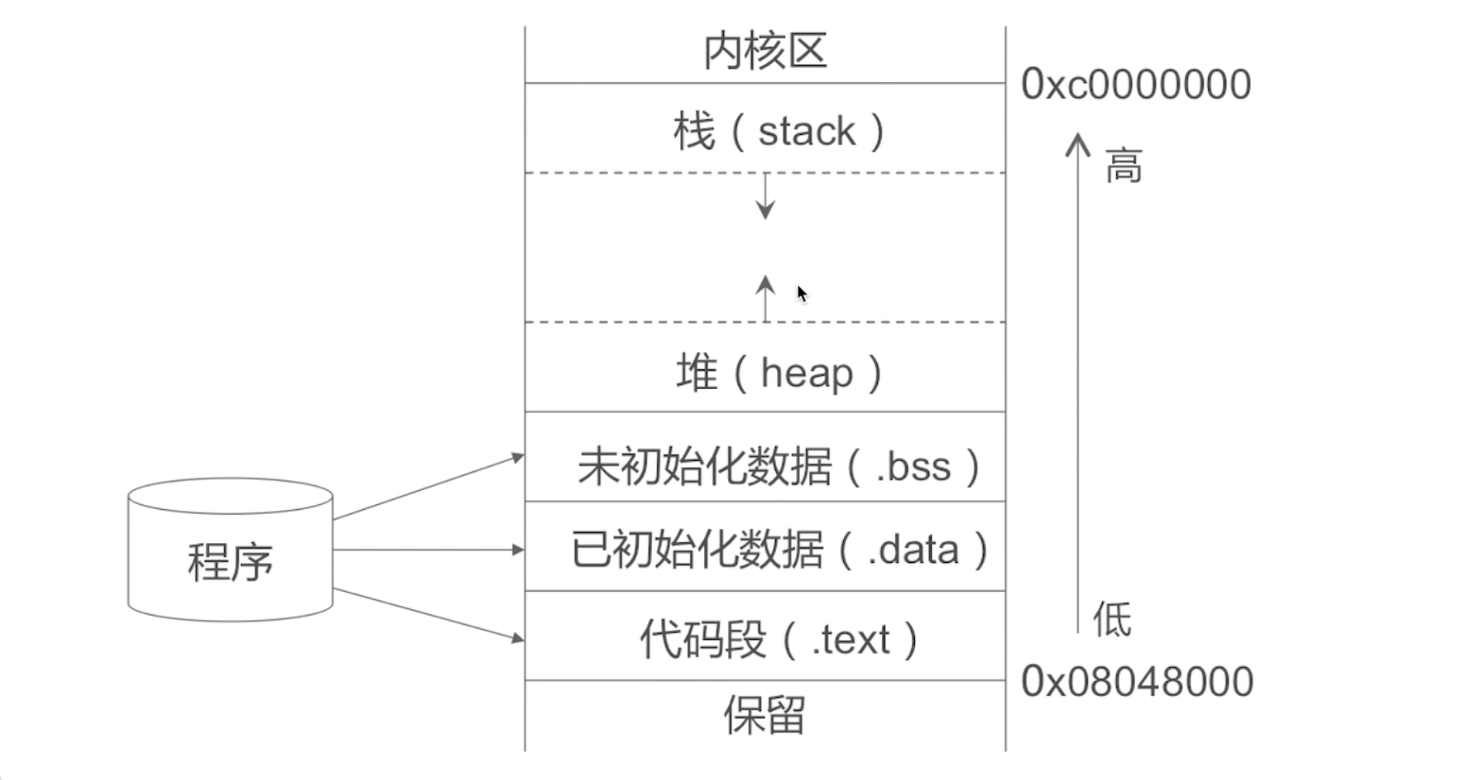 内核区
0xc0000000
栈（stack）
高
堆（heap）
未初始化数据（.bss）
已初始化数据（.data）
程序
代码段（.text）
低
0x08048000
保留